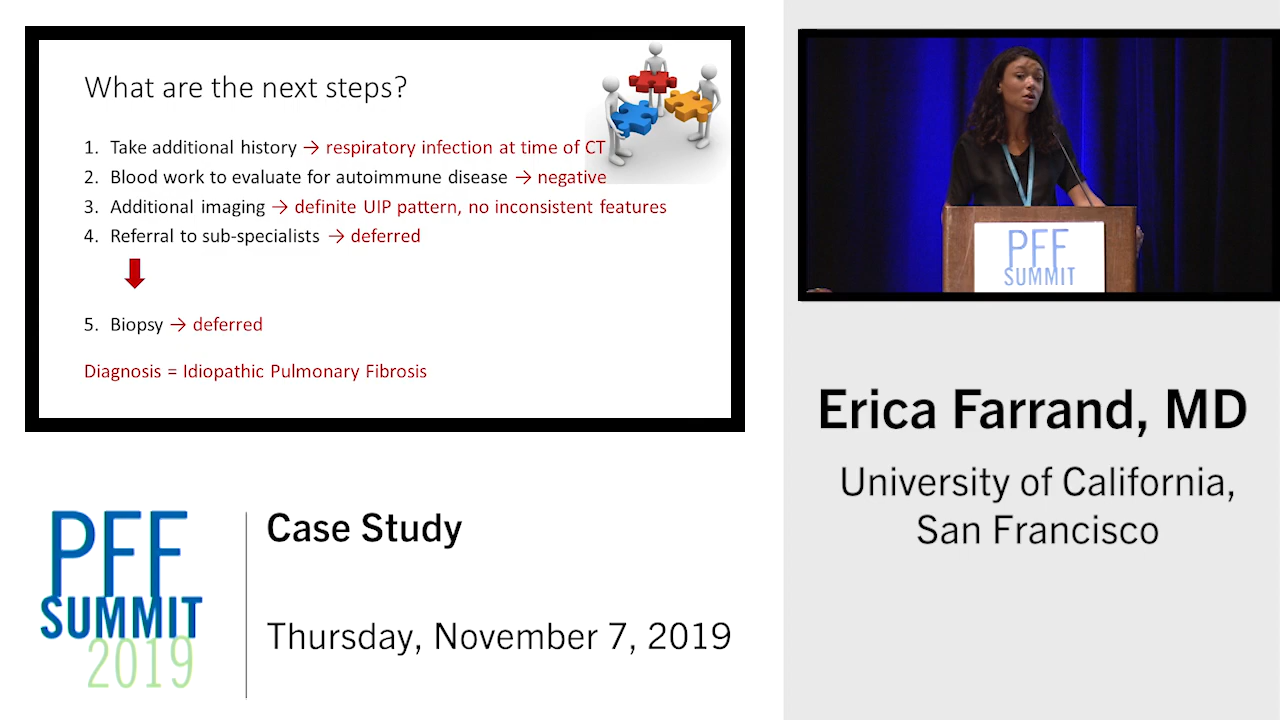 What are the next steps?
1. Take additional history → respiratory infection at time of CT
2. Blood work to evaluate for autoimmune disease → negative
3. Additional imaging → definite UIP pattern, no inconsistent features
4. Referral to sub-specialists → deferred
5. Biopsy → deferred
Diagnosis = Idiopathic Pulmonary Fibrosis
PFF
SUMMIT
Erica Farrand, MD
University of California,
San Francisco
PFF
SUMMIT
2019
Case Study
Thursday, November 7, 2019